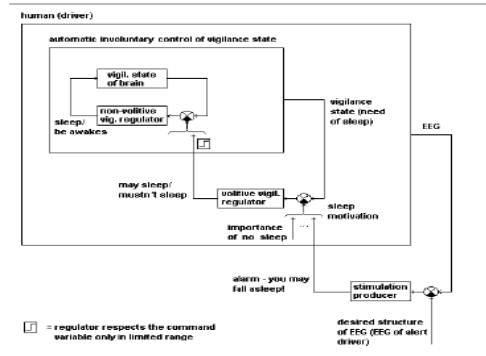 human (driver)
automatic involuntary control of vigilance state
vigil. state
of brain
non-volitive
vig. regulator
sleep/
be awakes
vigilance
state (need
of sleep)
EEG
may sleep/
mustn't sleep
volitive vigil.
regulator
sleep
motivation
importance
of no sleep
...
alarm - you may
fall asleep!
stimulation
producer
desired structure
of EEG (EEG of alert
driver)
= regulator respects the command
variable only in limited range